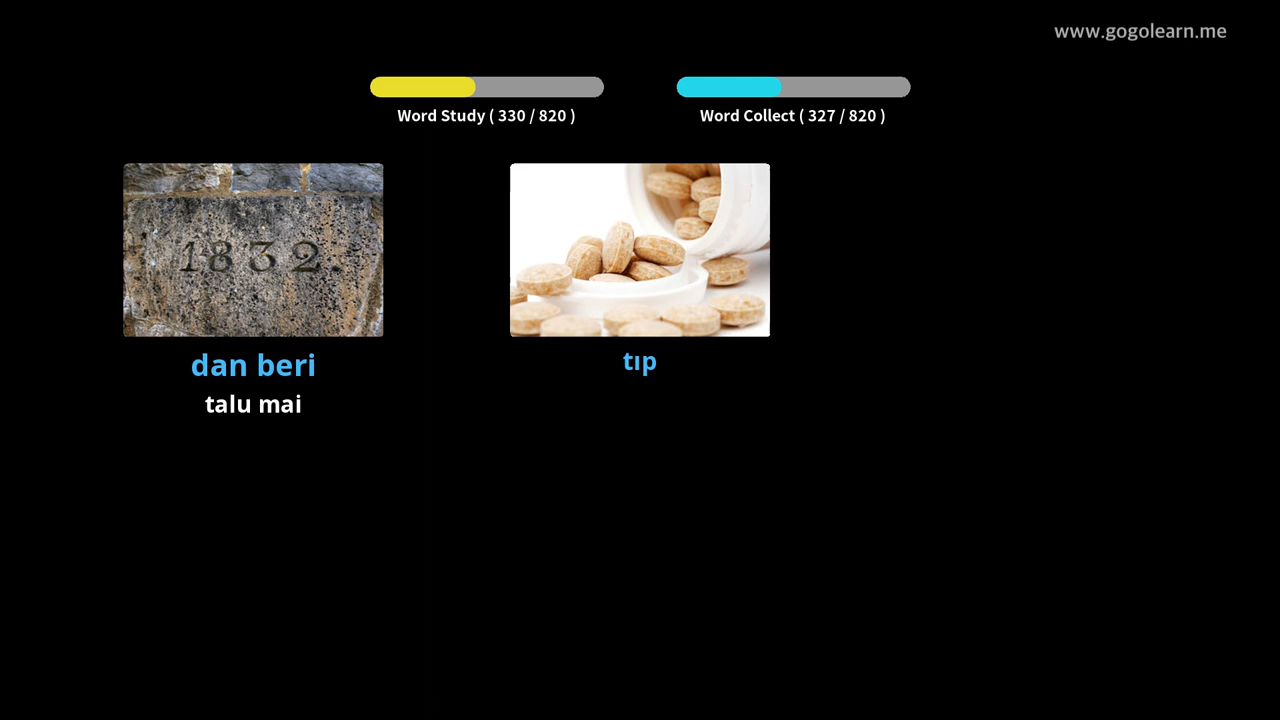 www.gogolearn.me
Word Study ( 330 / 820 )
Word Collect ( 327 / 820 )
1832.
dan beri
talu mai
tıp